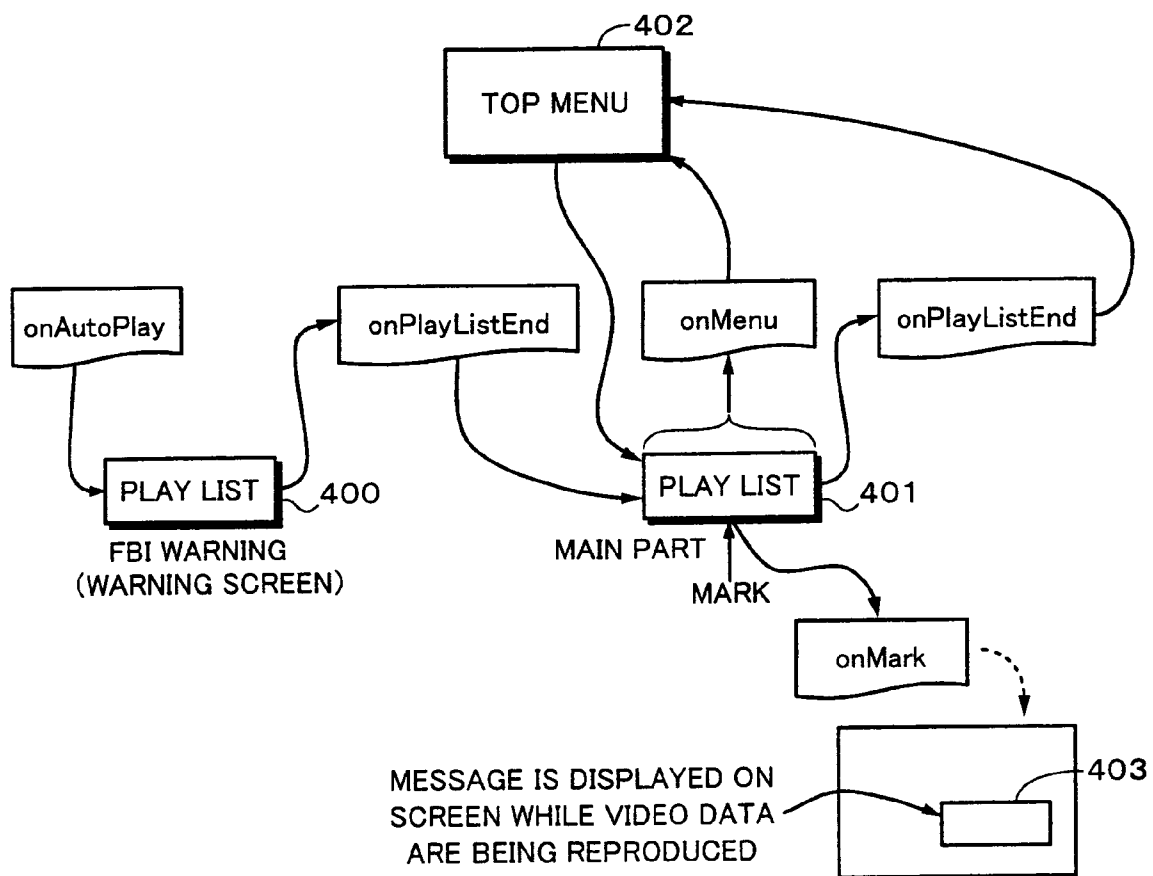 402
TOP MENU
onAutoPlay
onPlayListEnd
onMenu
onPlayListEnd
PLAY LIST
400
FBI WARNING
(WARNING SCREEN)
PLAY LIST
401
MAIN PART
MARK
onMark
403
MESSAGE IS DISPLAYED ON
SCREEN WHILE VIDEO DATA
ARE BEING REPRODUCED